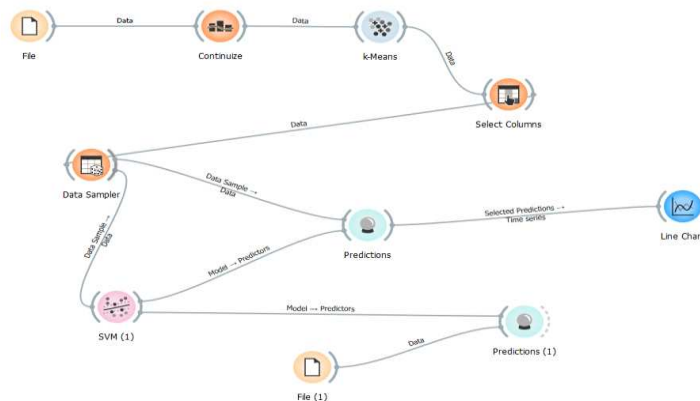 Data
Data
File
Continuize
k-Means
Data
Select Columns
Data
Data Sampler
Data Sample → Data
Data Sample → Data
Predictions
Selected Predictions → Time series
Line Char
Model → Predictors
SVM (1)
Model → Predictors
Predictions (1)
Data
File (1)